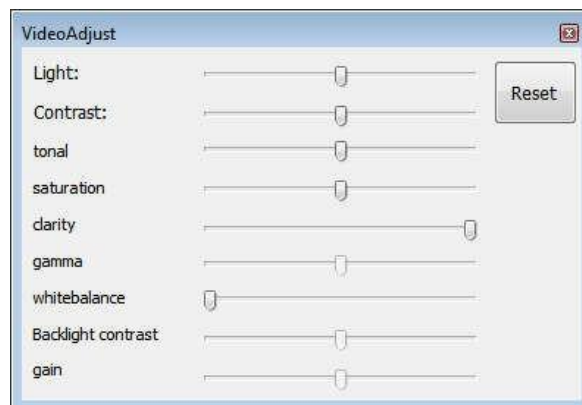 VideoAdjust
Light:
Reset
Contrast:
tonal
saturation
clarity
gamma
whitebalance
Backlight contrast
gain